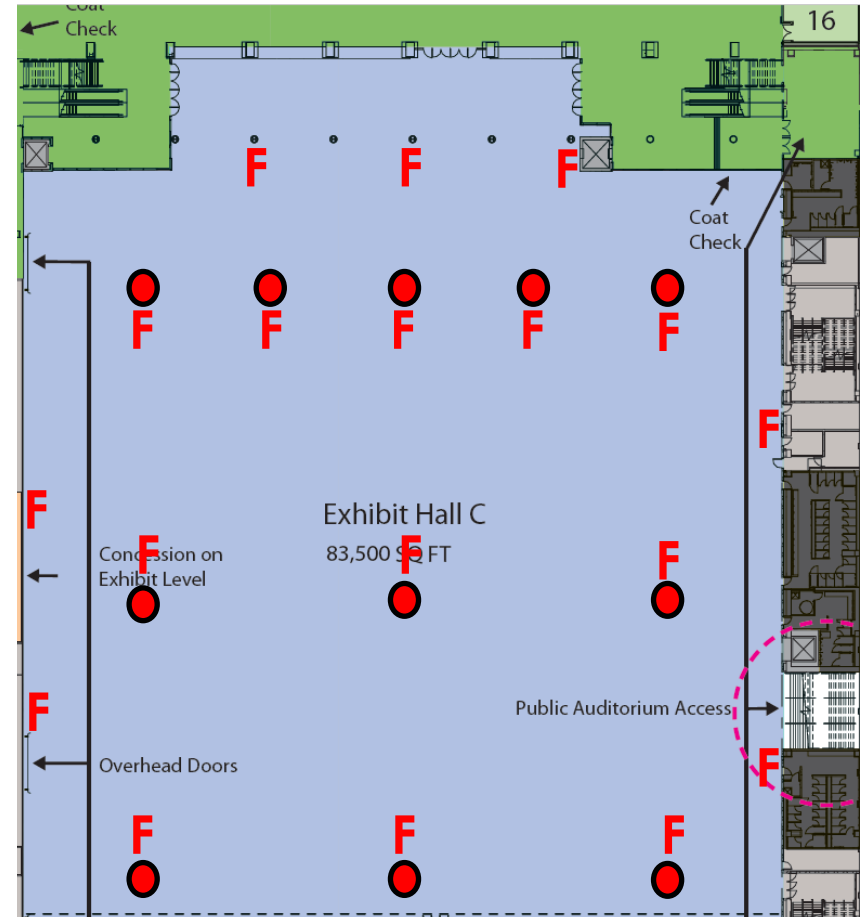 Coat
Check
16
F
F
F
Coat
Check
F
F
F
F
F
F
F
Exhibit Hall C
83,500 SQ FT
F
F
F
Concession on
Exhibit Level
F
Public Auditorium Access
F
Overhead Doors
F
F
F